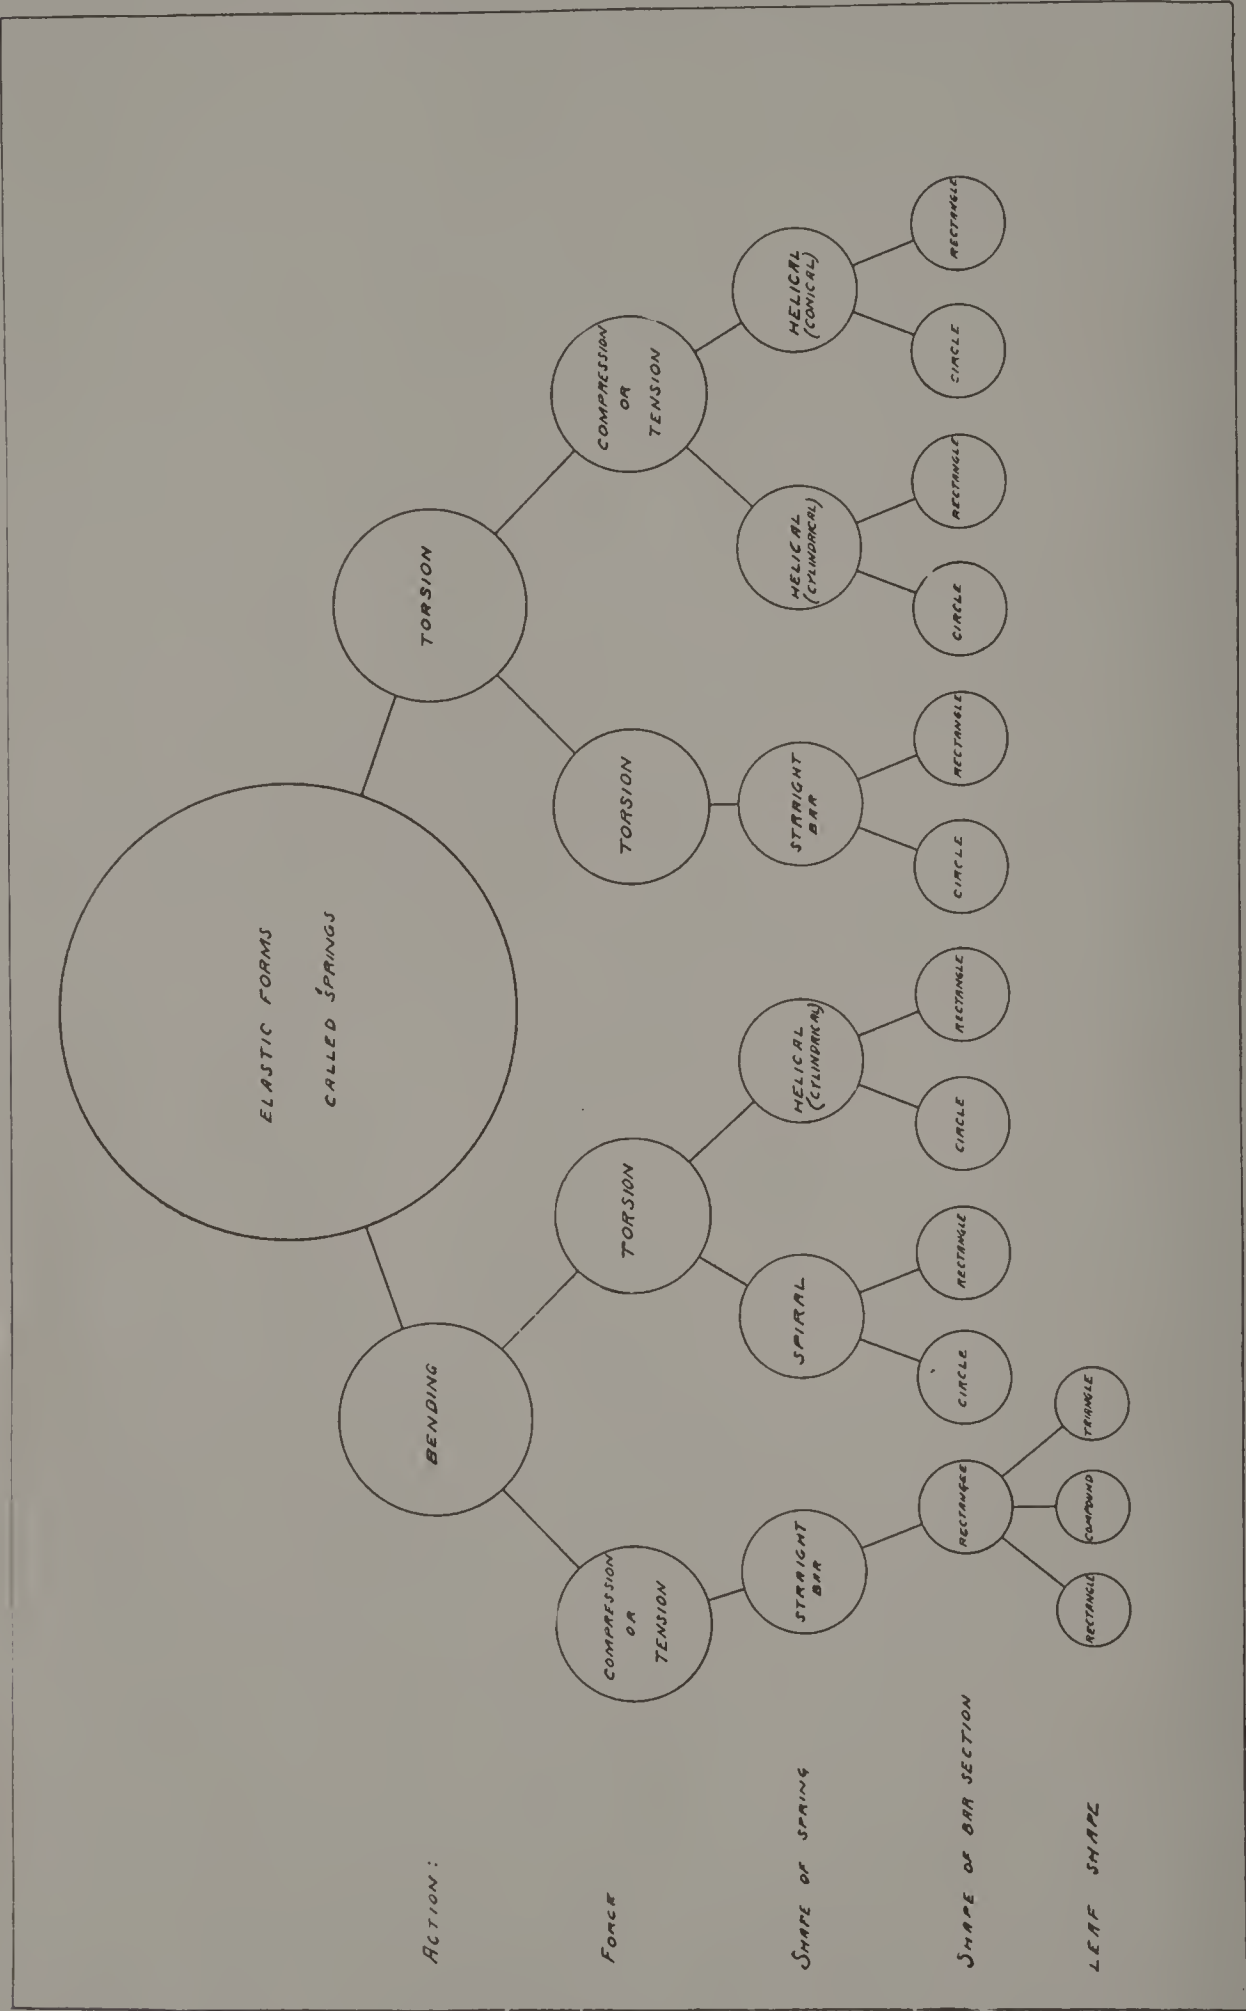 ELASTIC FORMS
CALLED SPRINGS
ACTION:
BENDING
TORSION
FORCE
COMPRESSION
OR
TENSION
TORSION
TORSION
COMPRESSION
OR
TENSION
SHAPE OF SPRING
STRAIGHT
BAR
SPIRAL
HELICAL
(CYLINDRICAL)
STRAIGHT
BAR
HELICAL
(CYLINDRICAL)
HELICAL
(CONICAL)
SHAPE OF BAR SECTION
RECTANGEE
CIRCLE
RECTANGLE
CIRCLE
RECTANGLE
CIRCLE
RECTANGLE
CIRCLE
RECTANGLE
CIRCLE
RECTANGLE
LEAF SHAPE
RECTANGLE
COMPOUND
TRIANGLE